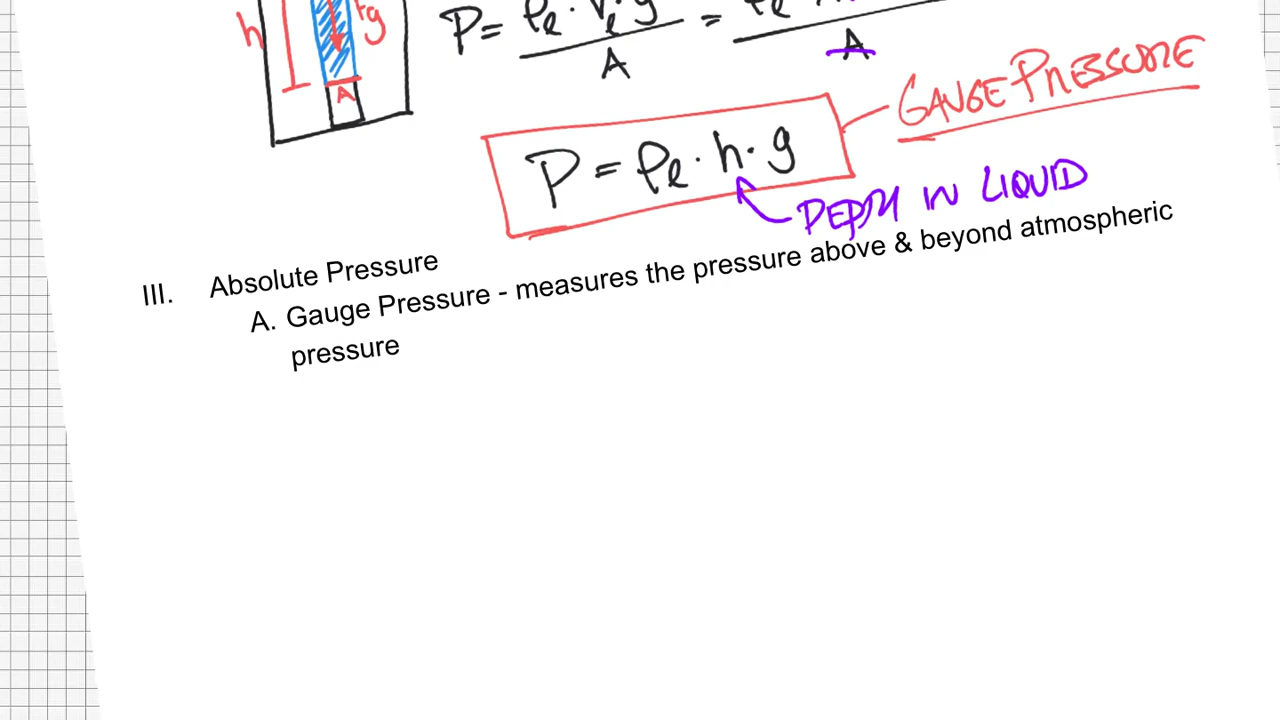 h
Fg
A
P = ρℓ · Vℓ · g / A =
A
GAUGE PRESSURE
P = ρℓ · h · g
DEPTH IN LIQUID
III. Absolute Pressure
A. Gauge Pressure - measures the pressure above & beyond atmospheric
pressure